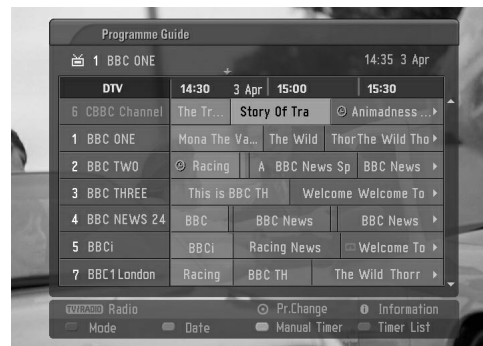 Programme Guide
1 BBC ONE 14:35 3 Apr
DTV 14:30 3 Apr 15:00 15:30
6 CBBC Channel The Tr... Story Of Tra Animadness ...
1 BBC ONE Mona The Va... The Wild ThorThe Wild Tho
2 BBC TWO Racing A BBC News Sp BBC News
3 BBC THREE This is BBC TH Welcome Welcome To
4 BBC NEWS 24 BBC BBC News BBC News
5 BBCi BBCi Racing News Welcome To
7 BBC1 London Racing BBC TH The Wild Thorr
TV/RADIO Radio Pr.Change Information
Mode Date Manual Timer Timer List